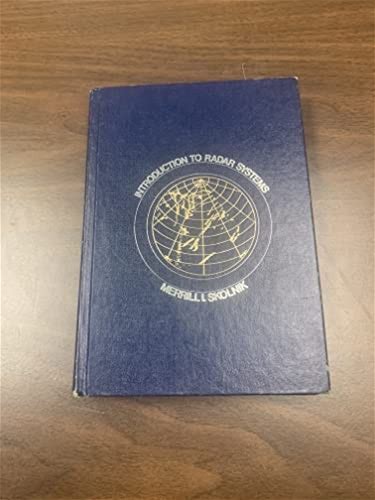 INTRODUCTION TO RADAR SYSTEMS
MERRILL I. SKOLNIK